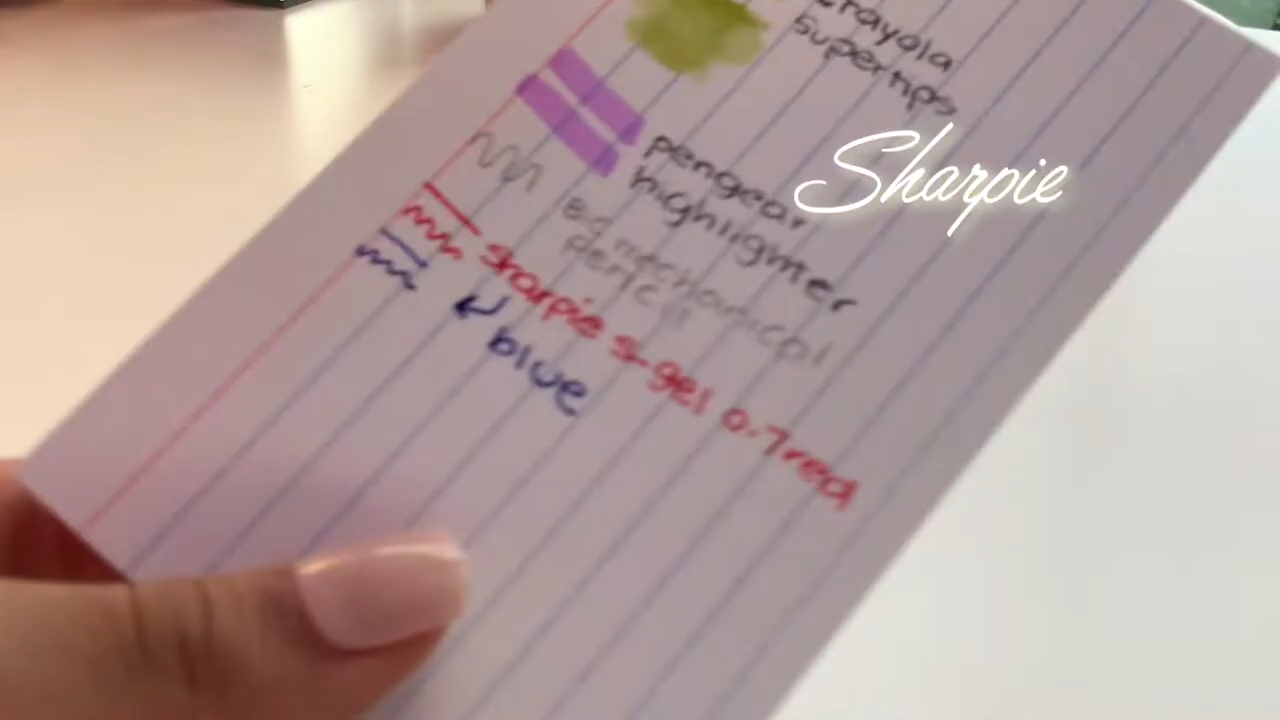 crayola
supertips
pengear
highlighter
Bic mechanical
pencil
sharpie s-gel 0.7 red
↙ blue
Sharpie